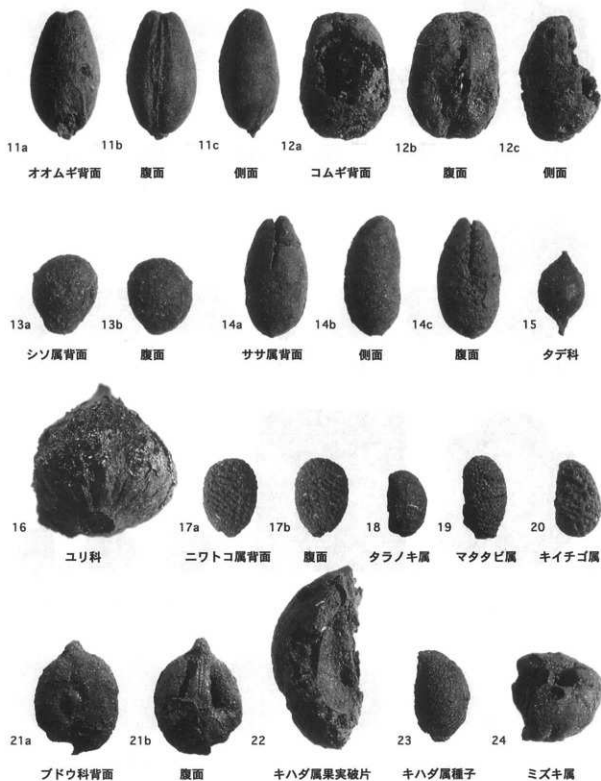 11a 11b 11c 12a 12b 12c
オオムギ背面 腹面 側面 コムギ背面 腹面 側面
13a 13b 14a 14b 14c 15
シソ属背面 腹面 ササ属背面 側面 腹面 タデ科
16 17a 17b 18 19 20
ユリ科 ニワトコ属背面 腹面 タラノキ属 マタタビ属 キイチゴ属
21a 21b 22 23 24
ブドウ科背面 腹面 キハダ属果実破片 キハダ属種子 ミズキ属